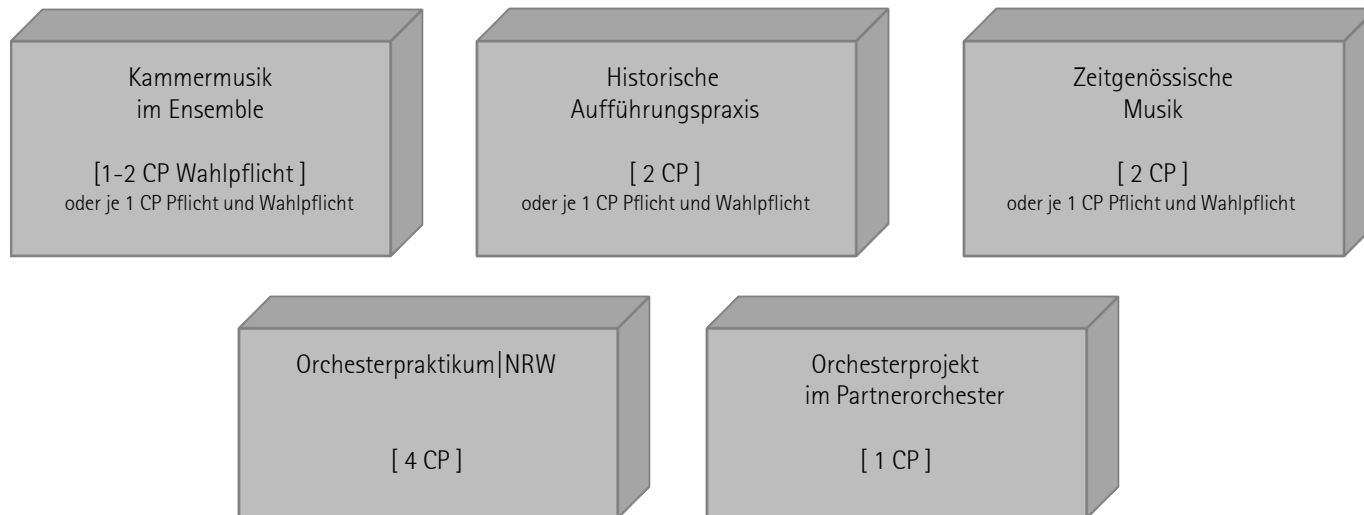 Kammermusik
im Ensemble
[1-2 CP Wahlpflicht ]
oder je 1 CP Pflicht und Wahlpflicht
Historische
Aufführungspraxis
[ 2 CP ]
oder je 1 CP Pflicht und Wahlpflicht
Zeitgenössische
Musik
[ 2 CP ]
oder je 1 CP Pflicht und Wahlpflicht
Orchesterpraktikum|NRW
[ 4 CP ]
Orchesterprojekt
im Partnerorchester
[ 1 CP ]